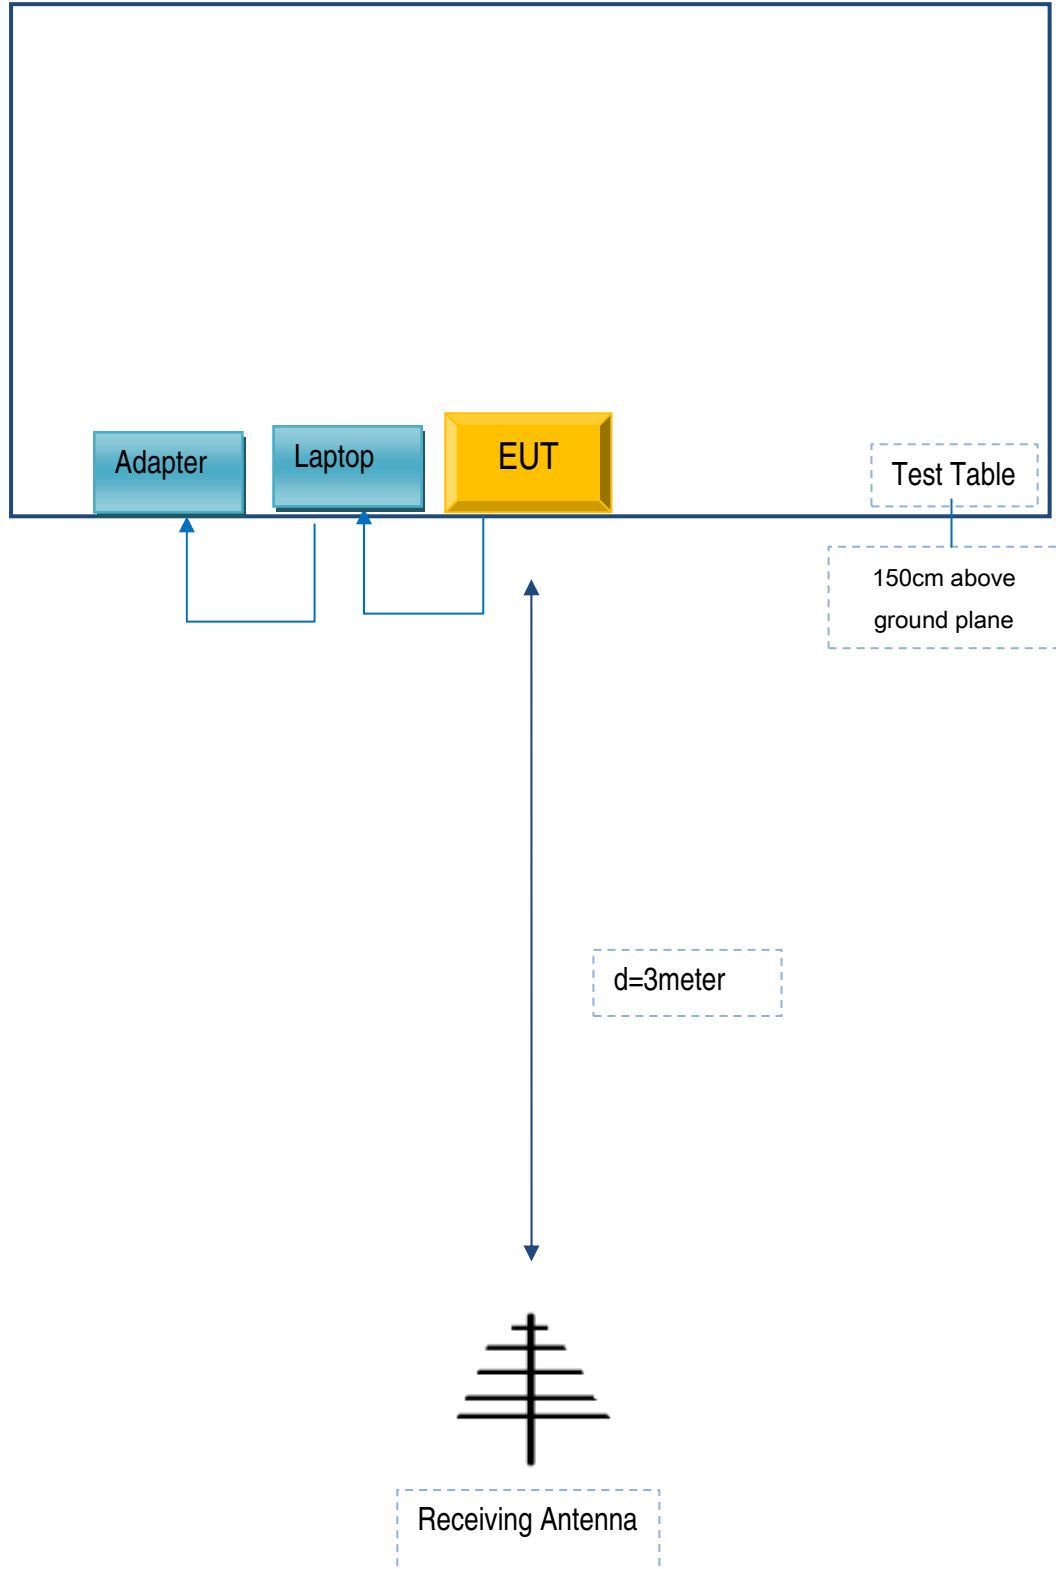 Adapter
Laptop
EUT
Test Table
150cm above
ground plane
d=3meter
Receiving Antenna